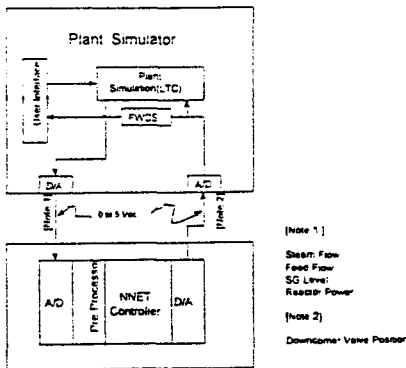 Plant Simulator
User Interface
Plant
Simulation(LTC)
FWCS
D/A
A/D
[Note 1]
0 to 5 Vdc
[Note 2]
A/D
Pre Processor
NNET
Controller
D/A
[Note 1]
Steam Flow
Feed Flow
SG Level
Reactor Power
[Note 2]
Downcomer Valve Position